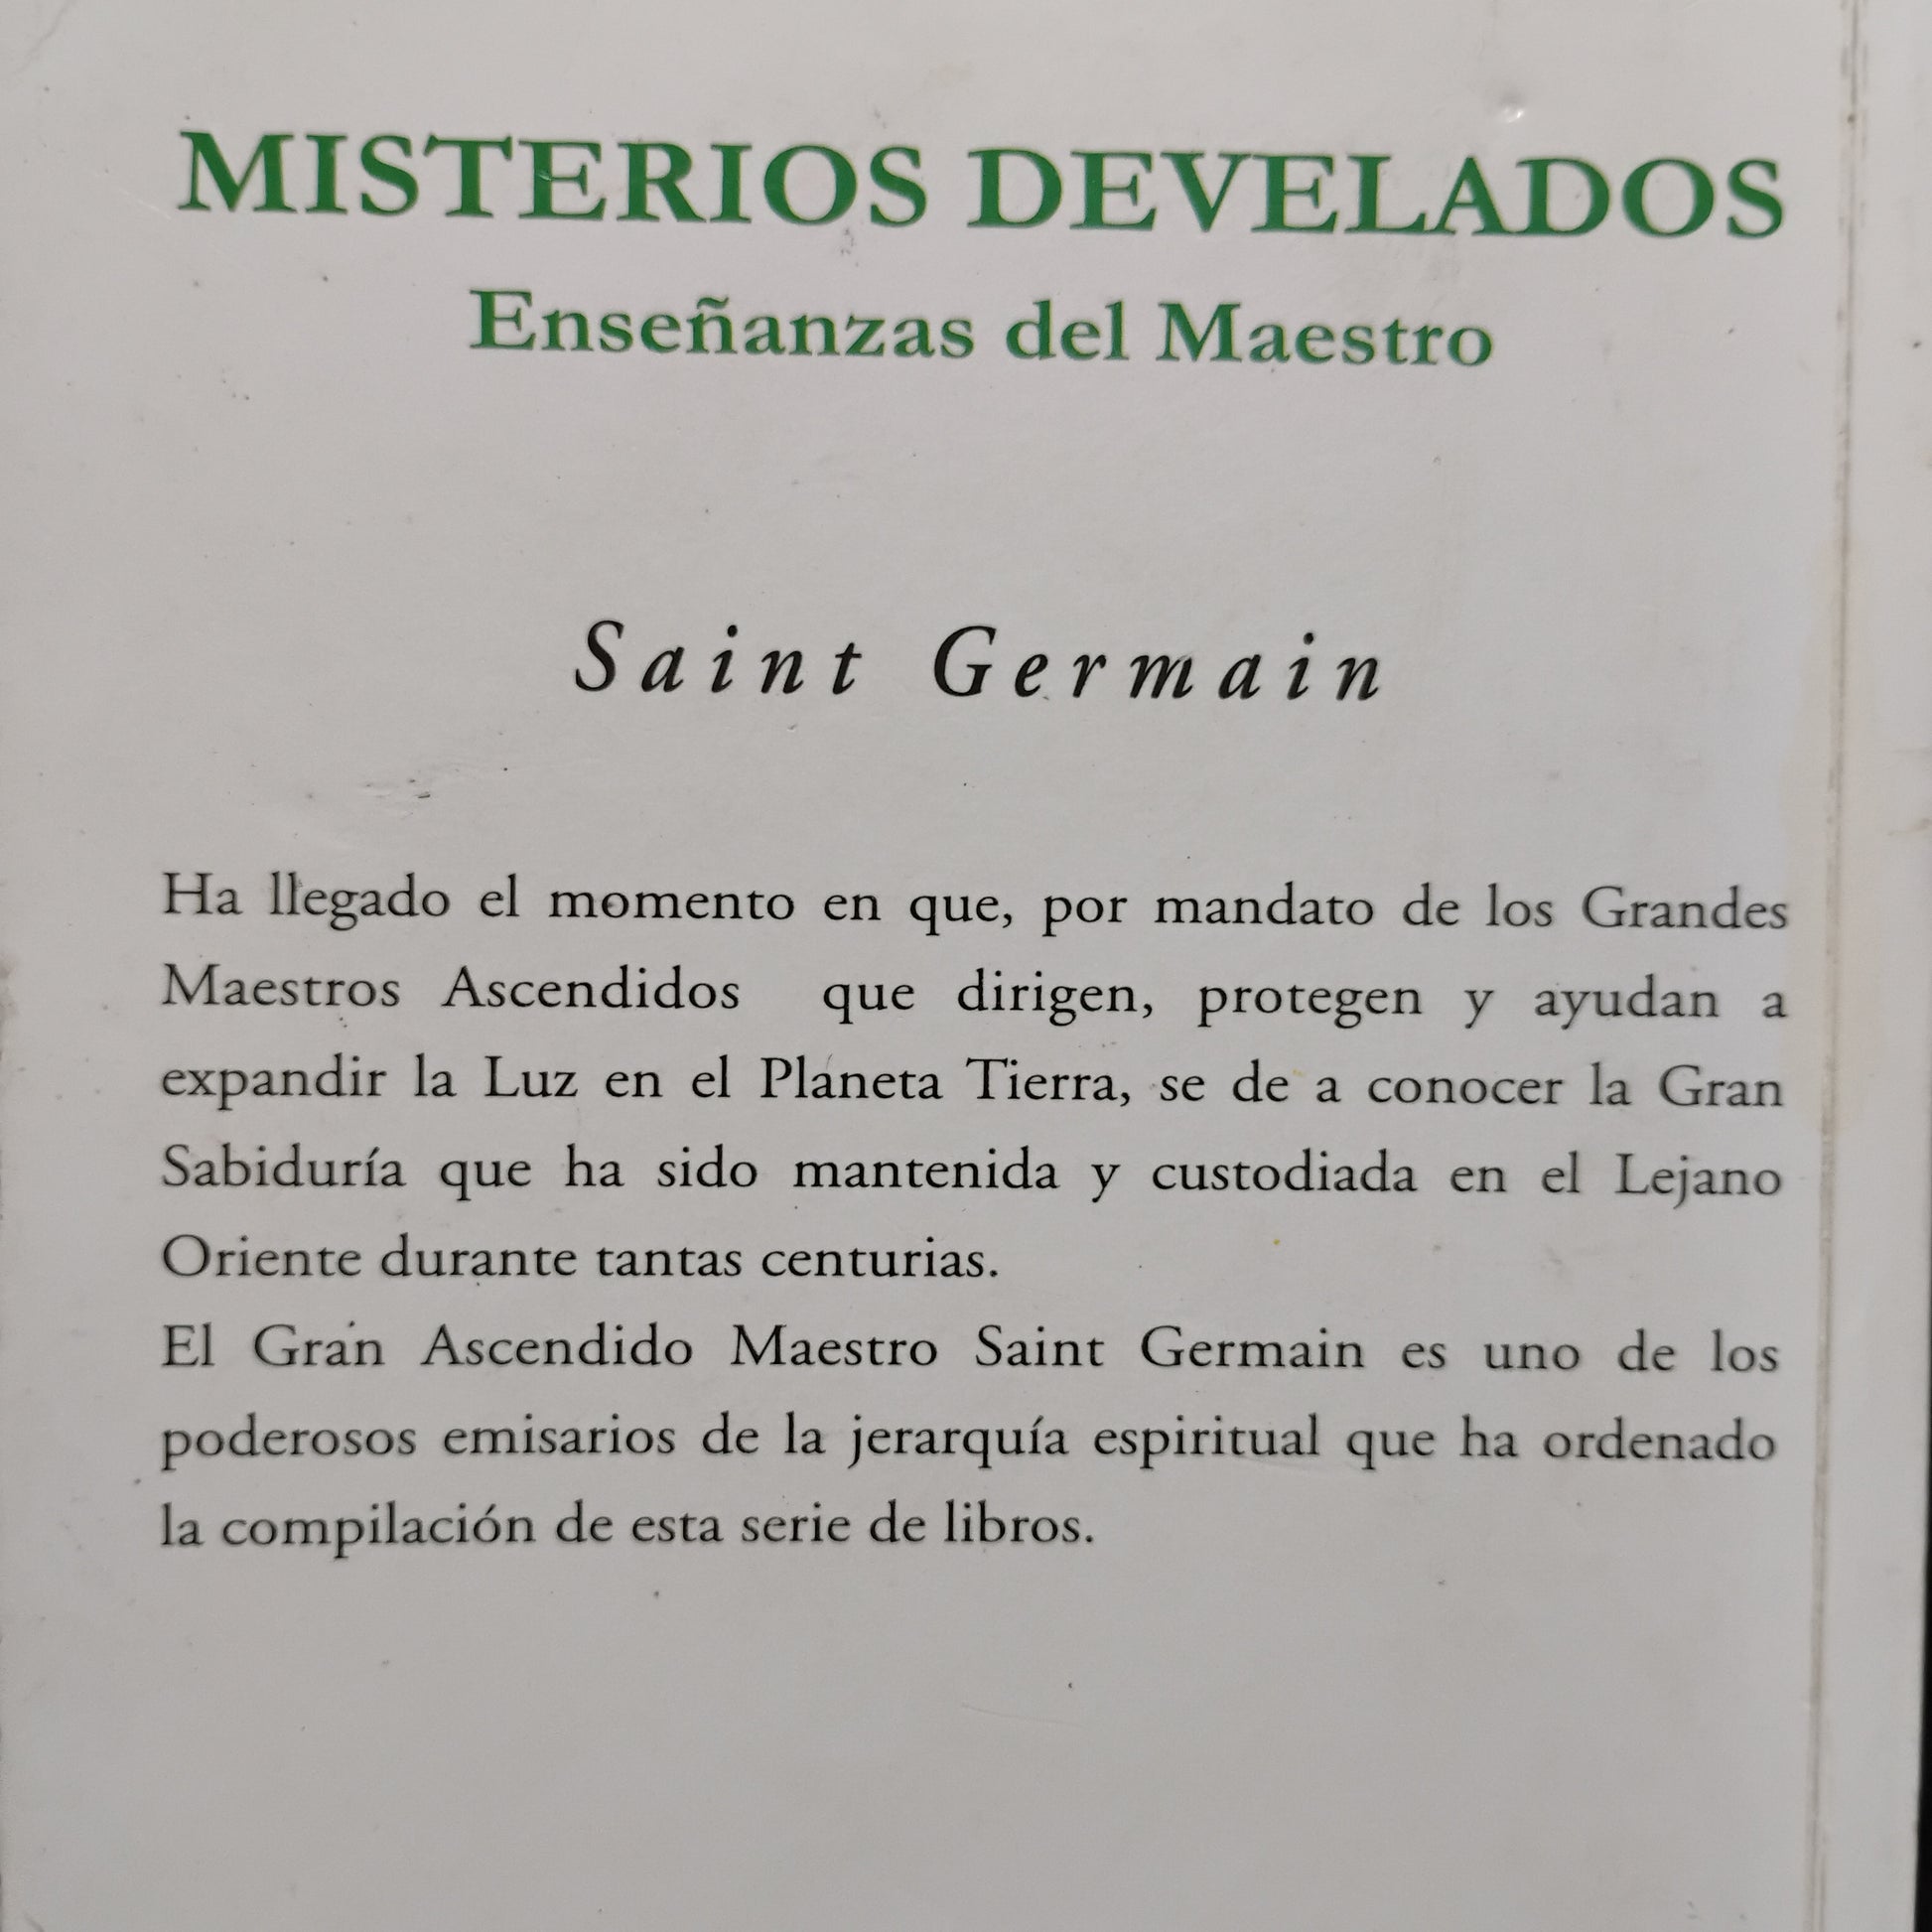 MISTERIOS DEVELADOS
Enseñanzas del Maestro
Saint Germain
Ha llegado el momento en que, por mandato de los Grandes
Maestros Ascendidos que dirigen, protegen y ayudan a
expandir la Luz en el Planeta Tierra, se de a conocer la Gran
Sabiduría que ha sido mantenida y custodiada en el Lejano
Oriente durante tantas centurias.
El Gran Ascendido Maestro Saint Germain es uno de los
poderosos emisarios de la jerarquía espiritual que ha ordenado
la compilación de esta serie de libros.